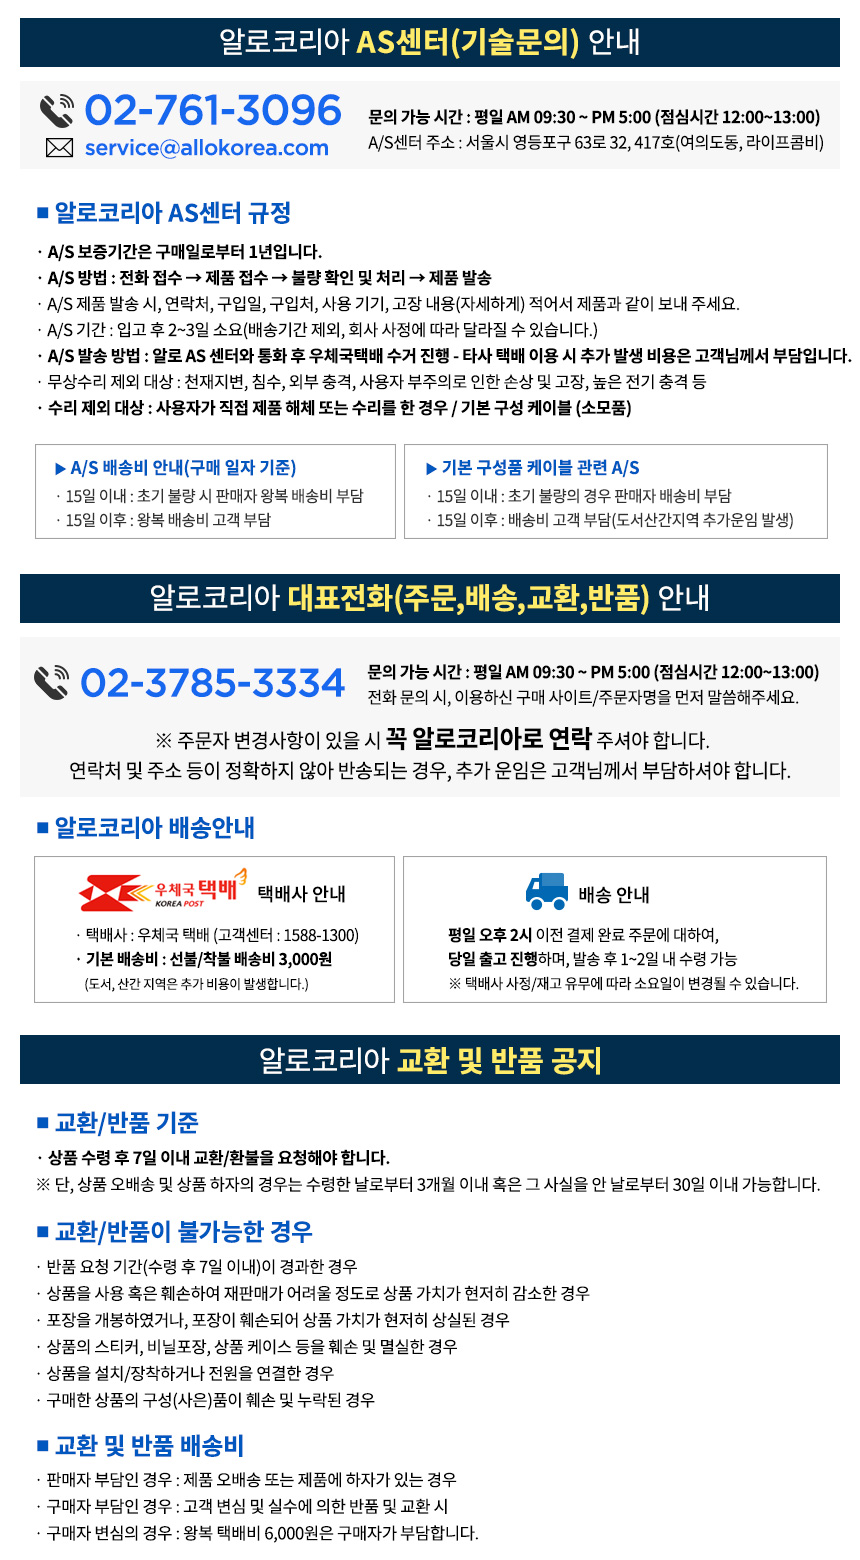 알로코리아 AS센터(기술문의) 안내
02-761-3096
service@allokorea.com
문의 가능 시간 : 평일 AM 09:30 ~ PM 5:00 (점심시간 12:00~13:00)
A/S센터 주소 : 서울시 영등포구 63로 32, 417호(여의도동, 라이프콤비)
■ 알로코리아 AS센터 규정
· A/S 보증기간은 구매일로부터 1년입니다.
· A/S 방법 : 전화 접수 → 제품 접수 → 불량 확인 및 처리 → 제품 발송
· A/S 제품 발송 시, 연락처, 구입일, 구입처, 사용 기기, 고장 내용(자세하게) 적어서 제품과 같이 보내 주세요.
· A/S 기간 : 입고 후 2~3일 소요(배송기간 제외, 회사 사정에 따라 달라질 수 있습니다.)
· A/S 발송 방법 : 알로 AS 센터와 통화 후 우체국택배 수거 진행 - 타사 택배 이용 시 추가 발생 비용은 고객님께서 부담입니다.
· 무상수리 제외 대상 : 천재지변, 침수, 외부 충격, 사용자 부주의로 인한 손상 및 고장, 높은 전기 충격 등
· 수리 제외 대상 : 사용자가 직접 제품 해체 또는 수리를 한 경우 / 기본 구성 케이블 (소모품)
▶ A/S 배송비 안내(구매 일자 기준)
· 15일 이내 : 초기 불량 시 판매자 왕복 배송비 부담
· 15일 이후 : 왕복 배송비 고객 부담
▶ 기본 구성품 케이블 관련 A/S
· 15일 이내 : 초기 불량의 경우 판매자 배송비 부담
· 15일 이후 : 배송비 고객 부담(도서산간지역 추가운임 발생)
알로코리아 대표전화(주문,배송,교환,반품) 안내
02-3785-3334
문의 가능 시간 : 평일 AM 09:30 ~ PM 5:00 (점심시간 12:00~13:00)
전화 문의 시, 이용하신 구매 사이트/주문자명을 먼저 말씀해주세요.
※ 주문자 변경사항이 있을 시 꼭 알로코리아로 연락 주셔야 합니다.
연락처 및 주소 등이 정확하지 않아 반송되는 경우, 추가 운임은 고객님께서 부담하셔야 합니다.
■ 알로코리아 배송안내
우체국택배
KOREA POST
택배사 안내
· 택배사 : 우체국 택배 (고객센터 : 1588-1300)
· 기본 배송비 : 선불/착불 배송비 3,000원
(도서, 산간 지역은 추가 비용이 발생합니다.)
배송 안내
평일 오후 2시 이전 결제 완료 주문에 대하여,
당일 출고 진행하며, 발송 후 1~2일 내 수령 가능
※ 택배사 사정/재고 유무에 따라 소요일이 변경될 수 있습니다.
알로코리아 교환 및 반품 공지
■ 교환/반품 기준
· 상품 수령 후 7일 이내 교환/환불을 요청해야 합니다.
※ 단, 상품 오배송 및 상품 하자의 경우는 수령한 날로부터 3개월 이내 혹은 그 사실을 안 날로부터 30일 이내 가능합니다.
■ 교환/반품이 불가능한 경우
· 반품 요청 기간(수령 후 7일 이내)이 경과한 경우
· 상품을 사용 혹은 훼손하여 재판매가 어려울 정도로 상품 가치가 현저히 감소한 경우
· 포장을 개봉하였거나, 포장이 훼손되어 상품 가치가 현저히 상실된 경우
· 상품의 스티커, 비닐포장, 상품 케이스 등을 훼손 및 멸실한 경우
· 상품을 설치/장착하거나 전원을 연결한 경우
· 구매한 상품의 구성(사은)품이 훼손 및 누락된 경우
■ 교환 및 반품 배송비
· 판매자 부담인 경우 : 제품 오배송 또는 제품에 하자가 있는 경우
· 구매자 부담인 경우 : 고객 변심 및 실수에 의한 반품 및 교환 시
· 구매자 변심의 경우 : 왕복 택배비 6,000원은 구매자가 부담합니다.